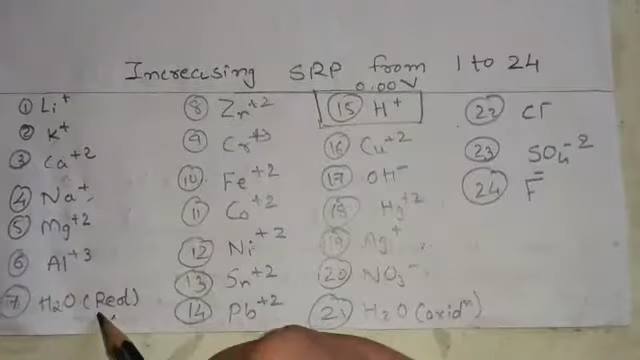 Increasing SRP from 1 to 24
0.00V
① Li⁺
② K⁺
③ Ca⁺²
④ Na⁺
⑤ Mg⁺²
⑥ Al⁺³
⑦ H₂O (Red)
⑧ Zn⁺²
⑨ Cr⁺³
⑩ Fe⁺²
⑪ Co⁺²
⑫ Ni⁺²
⑬ Sn⁺²
⑭ Pb⁺²
⑮ H⁺
⑯ Cu⁺²
⑰ OH⁻
⑱ Hg⁺²
⑲ Ag⁺
⑳ NO₃⁻
㉑ H₂O (oxidⁿ)
㉒ Cl⁻
㉓ SO₄⁻²
㉔ F⁻